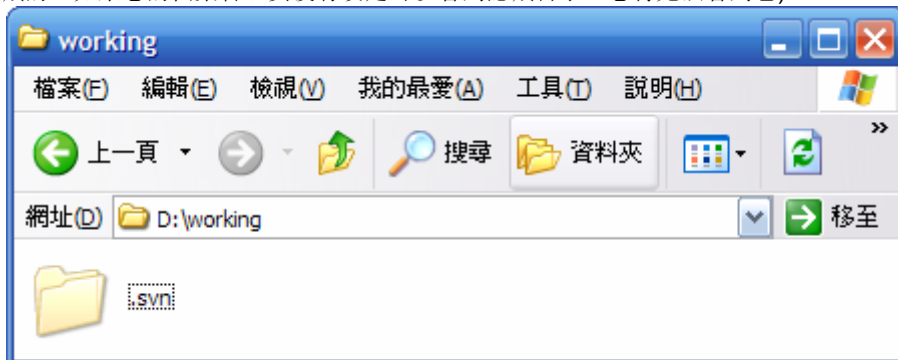 working
檔案(F) 編輯(E) 檢視(V) 我的最愛(A) 工具(T) 說明(H)
上一頁 搜尋 資料夾 »
網址(D) D:\working 移至
.svn